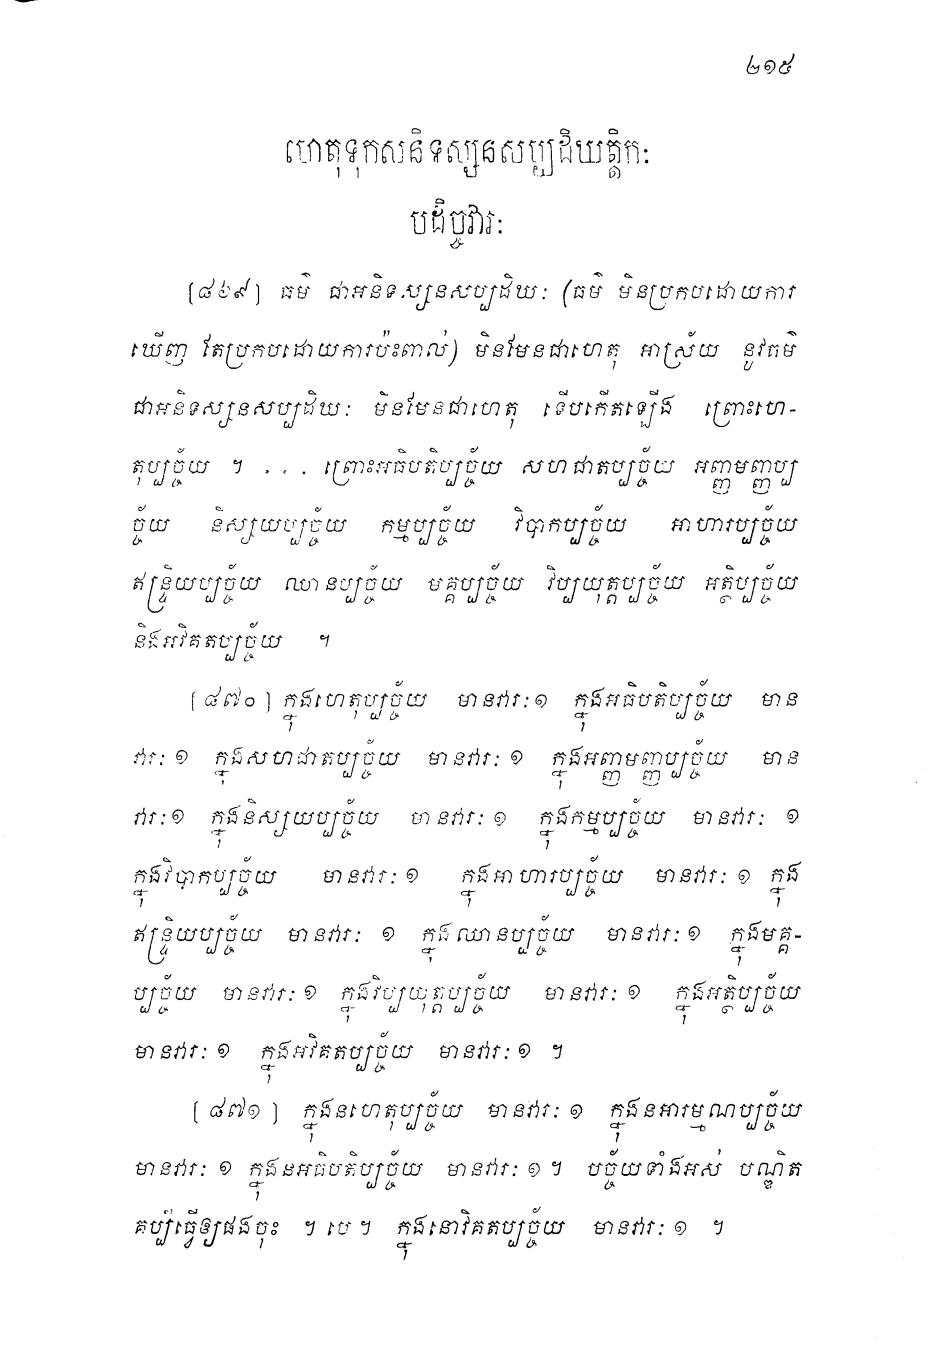 ២១៥
ហេតុទុកសនិទស្សនសប្បដិឃត្តិកៈ
បដិច្ចវារៈ
[៨៦៩] ធម៌ ជាអនិទស្សនសប្បដិឃៈ (ធម៌ មិនប្រកបដោយការ
ឃើញ តែប្រកបដោយការប៉ះពាល់) មិនមែនជាហេតុ អាស្រ័យ នូវធម៌
ជាអនិទស្សនសប្បដិឃៈ មិនមែនជាហេតុ ទើបកើតឡើង ព្រោះហេ-
តុប្បច្ច័យ ។ . . . ព្រោះអធិបតិប្បច្ច័យ សហជាតប្បច្ច័យ អញ្ញមញ្ញប្ប
ច្ច័យ និស្សយប្បច្ច័យ កម្មប្បច្ច័យ វិបាកប្បច្ច័យ អាហារប្បច្ច័យ
ឥន្ទ្រិយប្បច្ច័យ ឈានប្បច្ច័យ មគ្គប្បច្ច័យ វិប្បយុត្តប្បច្ច័យ អត្ថិប្បច្ច័យ
និងអវិគតប្បច្ច័យ ។
[៨៧០] ក្នុងហេតុប្បច្ច័យ មានវារៈ១ ក្នុងអធិបតិប្បច្ច័យ មាន
វារៈ ១ ក្នុងសហជាតប្បច្ច័យ មានវារៈ ១ ក្នុងអញ្ញមញ្ញប្បច្ច័យ មាន
វារៈ១ ក្នុងនិស្សយប្បច្ច័យ មានវារៈ ១ ក្នុងកម្មប្បច្ច័យ មានវារៈ ១
ក្នុងវិបាកប្បច្ច័យ មានវារៈ ១ ក្នុងអាហារប្បច្ច័យ មានវារៈ ១ ក្នុង
ឥន្ទ្រិយប្បច្ច័យ មានវារៈ ១ ក្នុងឈានប្បច្ច័យ មានវារៈ ១ ក្នុងមគ្គ-
ប្បច្ច័យ មានវារៈ ១ ក្នុងវិប្បយុត្តប្បច្ច័យ មានវារៈ ១ ក្នុងអត្ថិប្បច្ច័យ
មានវារៈ ១ ក្នុងអវិគតប្បច្ច័យ មានវារៈ ១ ។
[៨៧១] ក្នុងនហេតុប្បច្ច័យ មានវារៈ ១ ក្នុងនអារម្មណប្បច្ច័យ
មានវារៈ ១ ក្នុងនអធិបតិប្បច្ច័យ មានវារៈ ១ ។ បច្ច័យទាំងអស់ បណ្ឌិត
គប្បីធ្វើឲ្យផងចុះ ។ បេ ។ ក្នុងនោវិគតប្បច្ច័យ មានវារៈ ១ ។